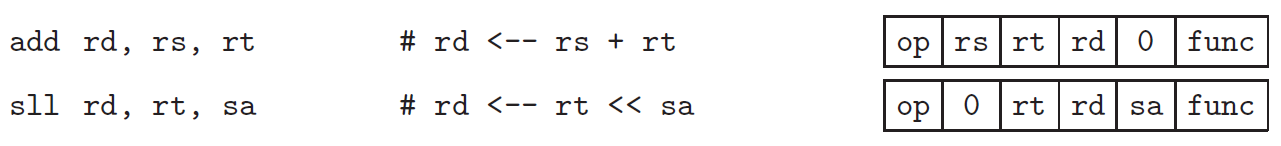 add rd, rs, rt # rd <-- rs + rt op rs rt rd 0 func
sll rd, rt, sa # rd <-- rt << sa op 0 rt rd sa func